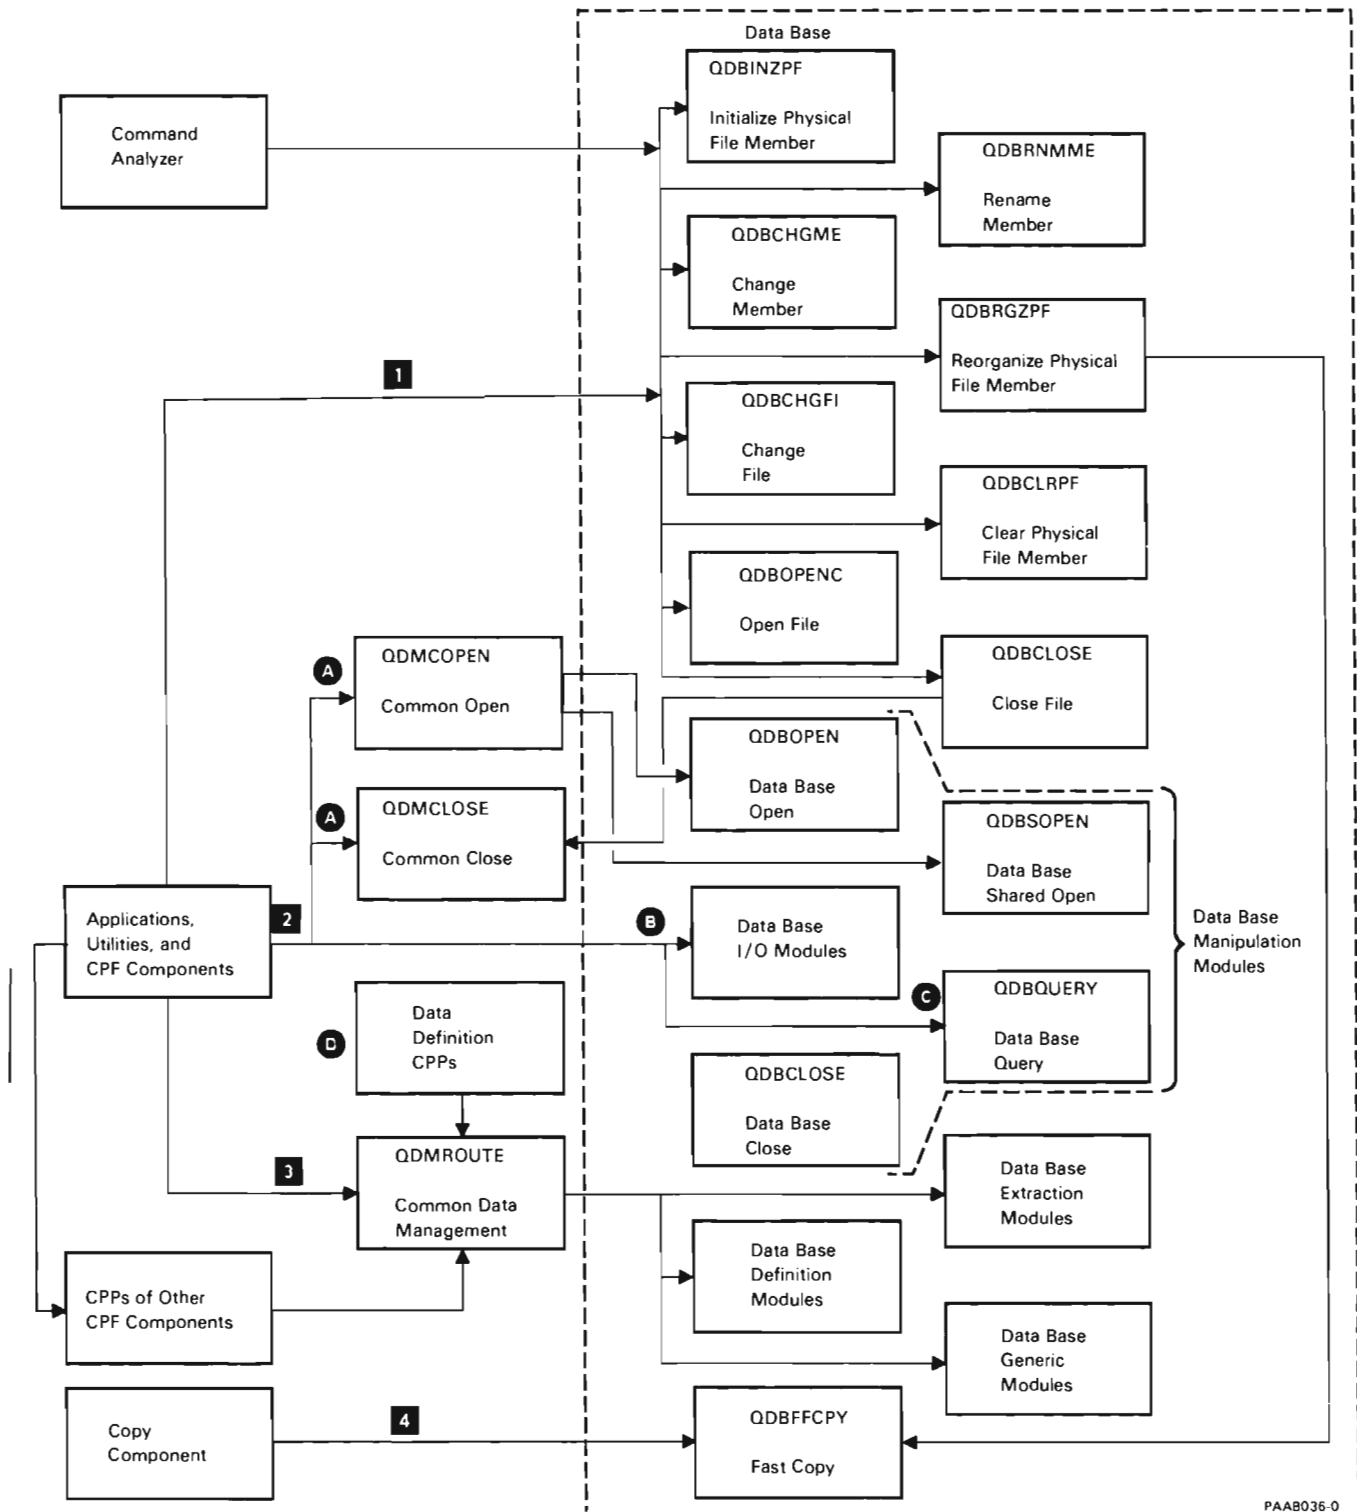 Data Base
QDBINZPF
Initialize Physical
File Member
Command
Analyzer
QDBRNMME
Rename
Member
QDBCHGME
Change
Member
QDBRGZPF
Reorganize Physical
File Member
1
QDBCHGFI
Change
File
QDBCLRPF
Clear Physical
File Member
QDBOPENC
Open File
A
QDMCOPEN
Common Open
QDBCLOSE
Close File
QDBOPEN
Data Base
Open
A
QDMCLOSE
Common Close
QDBSOPEN
Data Base
Shared Open
Data Base
Manipulation
Modules
Applications,
Utilities, and
CPF Components
2
B
Data Base
I/O Modules
C
QDBQUERY
Data Base
Query
D
Data
Definition
CPPs
QDBCLOSE
Data Base
Close
3
QDMROUTE
Common Data
Management
Data Base
Extraction
Modules
Data Base
Definition
Modules
CPPs of Other
CPF Components
Data Base
Generic
Modules
Copy
Component
4
QDBFFCPY
Fast Copy
PAAB036-0